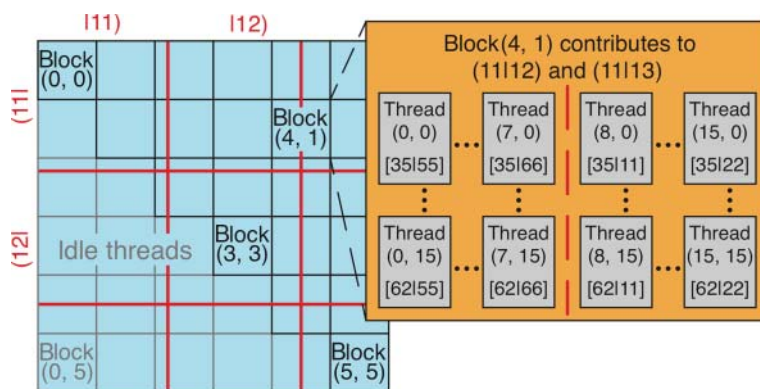 |11)
|12)
Block
(0, 0)
(11|
Block
(4, 1)
(12|
Idle threads
Block
(3, 3)
Block
(0, 5)
Block
(5, 5)
Block(4, 1) contributes to
(11|12) and (11|13)
Thread
(0, 0)
[35|55]
•••
Thread
(7, 0)
[35|66]
Thread
(8, 0)
[35|11]
•••
Thread
(15, 0)
[35|22]
Thread
(0, 15)
[62|55]
•••
Thread
(7, 15)
[62|66]
Thread
(8, 15)
[62|11]
•••
Thread
(15, 15)
[62|22]